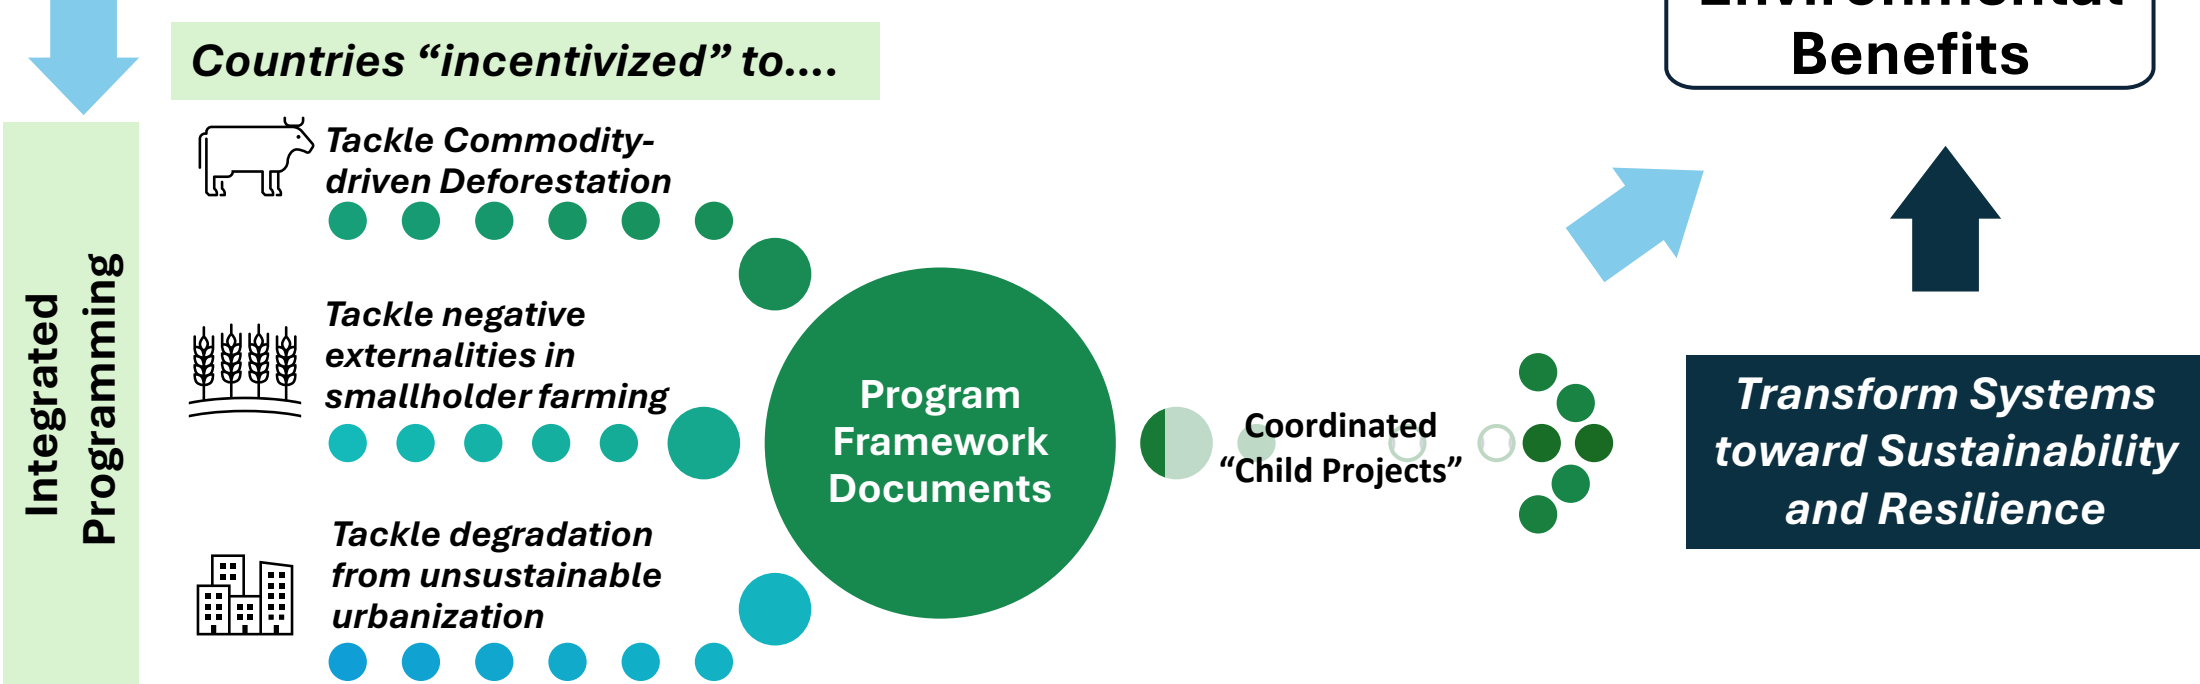 Environmental
Benefits
Countries “incentivized” to....
Integrated
Programming
Tackle Commodity-
driven Deforestation
Tackle negative
externalities in
smallholder farming
Tackle degradation
from unsustainable
urbanization
Program
Framework
Documents
Coordinated
“Child Projects”
Transform Systems
toward Sustainability
and Resilience